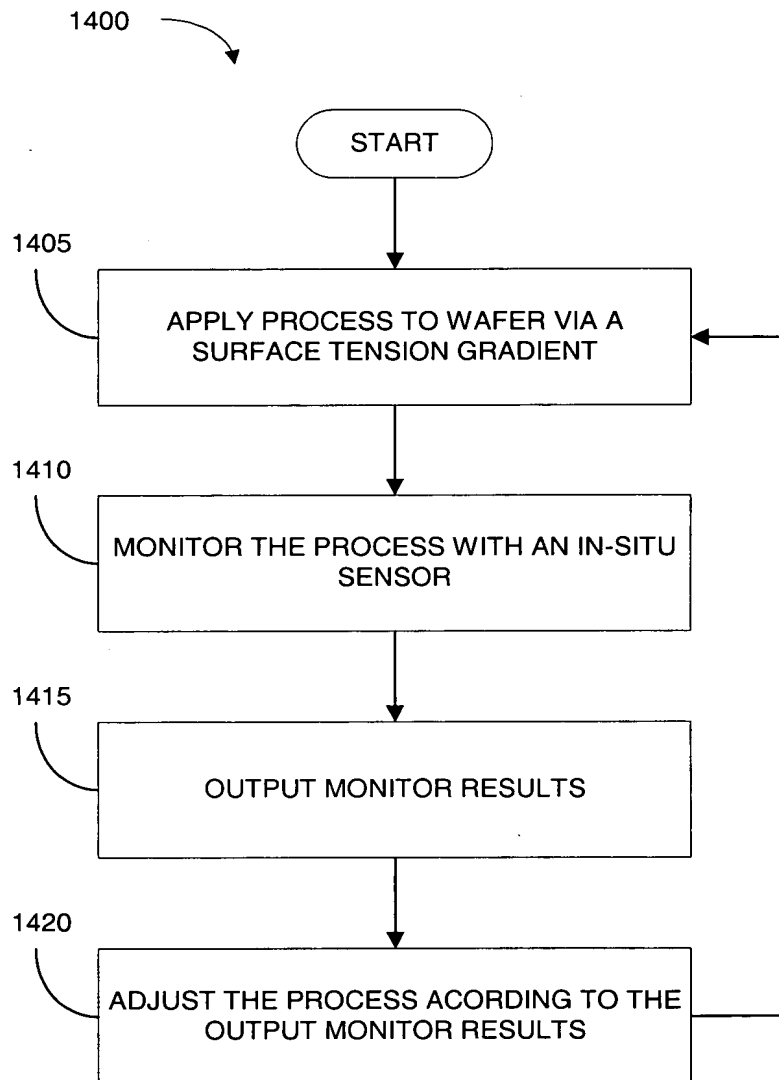 1400
START
1405
APPLY PROCESS TO WAFER VIA A
SURFACE TENSION GRADIENT
1410
MONITOR THE PROCESS WITH AN IN-SITU
SENSOR
1415
OUTPUT MONITOR RESULTS
1420
ADJUST THE PROCESS ACORDING TO THE
OUTPUT MONITOR RESULTS